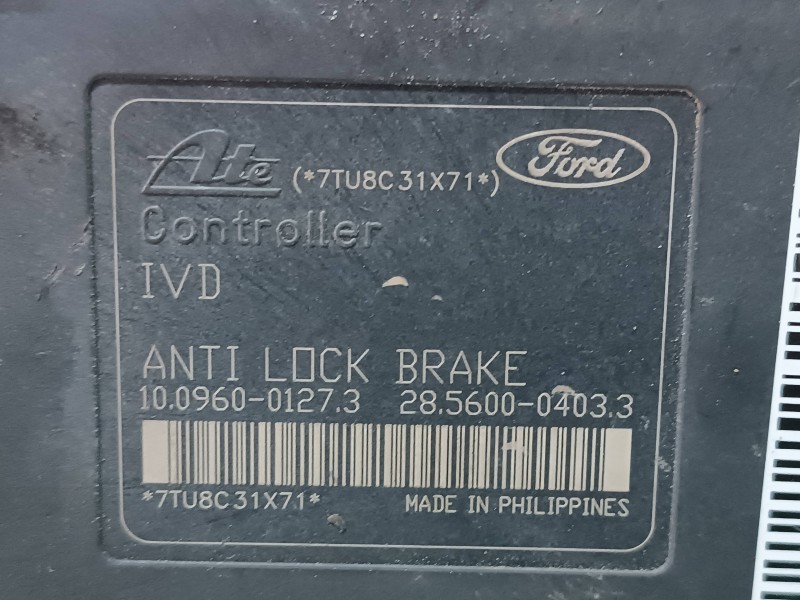 Ate (*7TU8C31X71*) Ford
Controller
IVD
ANTI LOCK BRAKE
10.0960-0127.3 28.5600-0403.3
*7TU8C31X71* MADE IN PHILIPPINES